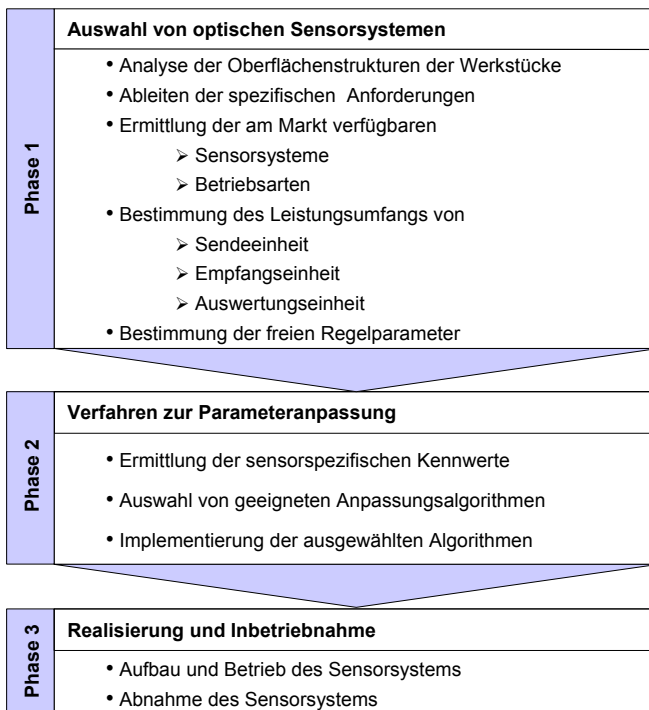 Phase 1
Auswahl von optischen Sensorsystemen
• Analyse der Oberflächenstrukturen der Werkstücke
• Ableiten der spezifischen Anforderungen
• Ermittlung der am Markt verfügbaren
➢ Sensorsysteme
➢ Betriebsarten
• Bestimmung des Leistungsumfangs von
➢ Sendeeinheit
➢ Empfangseinheit
➢ Auswertungseinheit
• Bestimmung der freien Regelparameter
Phase 2
Verfahren zur Parameteranpassung
• Ermittlung der sensorspezifischen Kennwerte
• Auswahl von geeigneten Anpassungsalgorithmen
• Implementierung der ausgewählten Algorithmen
Phase 3
Realisierung und Inbetriebnahme
• Aufbau und Betrieb des Sensorsystems
• Abnahme des Sensorsystems